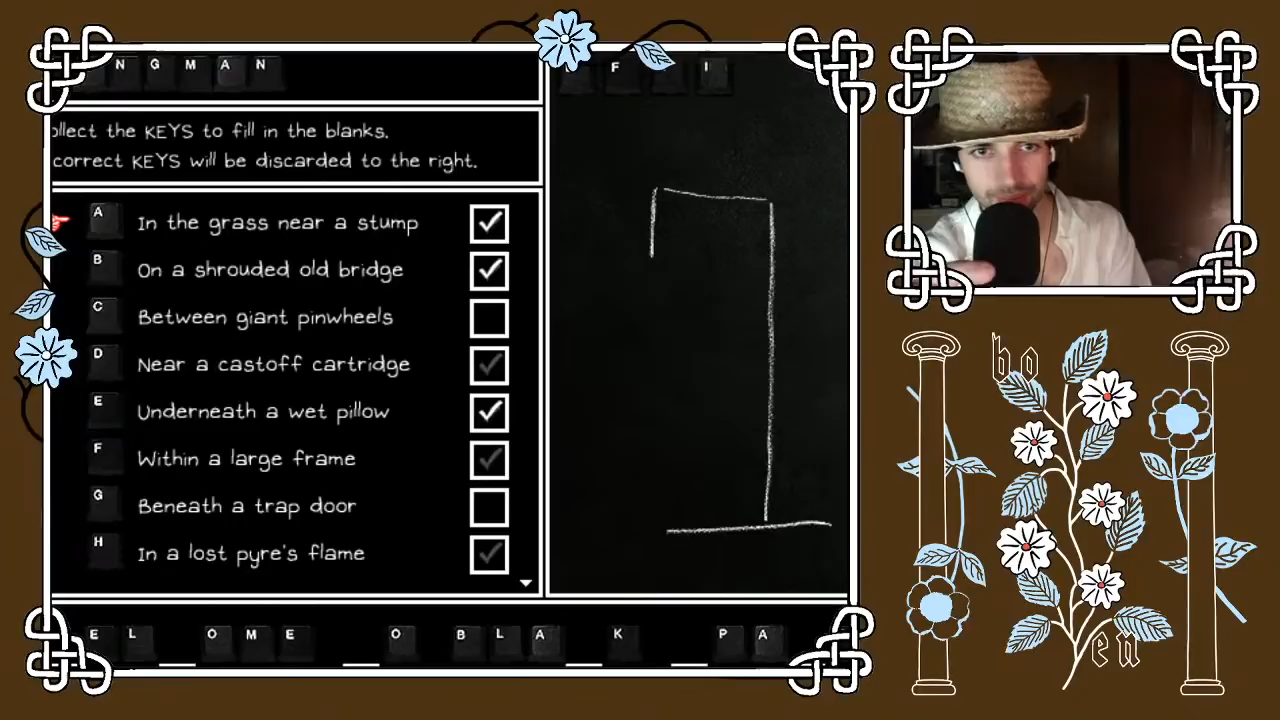 N G M A N
F I
ollect the KEYS to fill in the blanks.
correct KEYS will be discarded to the right.
A In the grass near a stump
B On a shrouded old bridge
C Between giant pinwheels
D Near a castoff cartridge
E Underneath a wet pillow
F Within a large frame
G Beneath a trap door
H In a lost pyre's flame
E L _ O M E _ O B L A _ K _ P A
bo
en